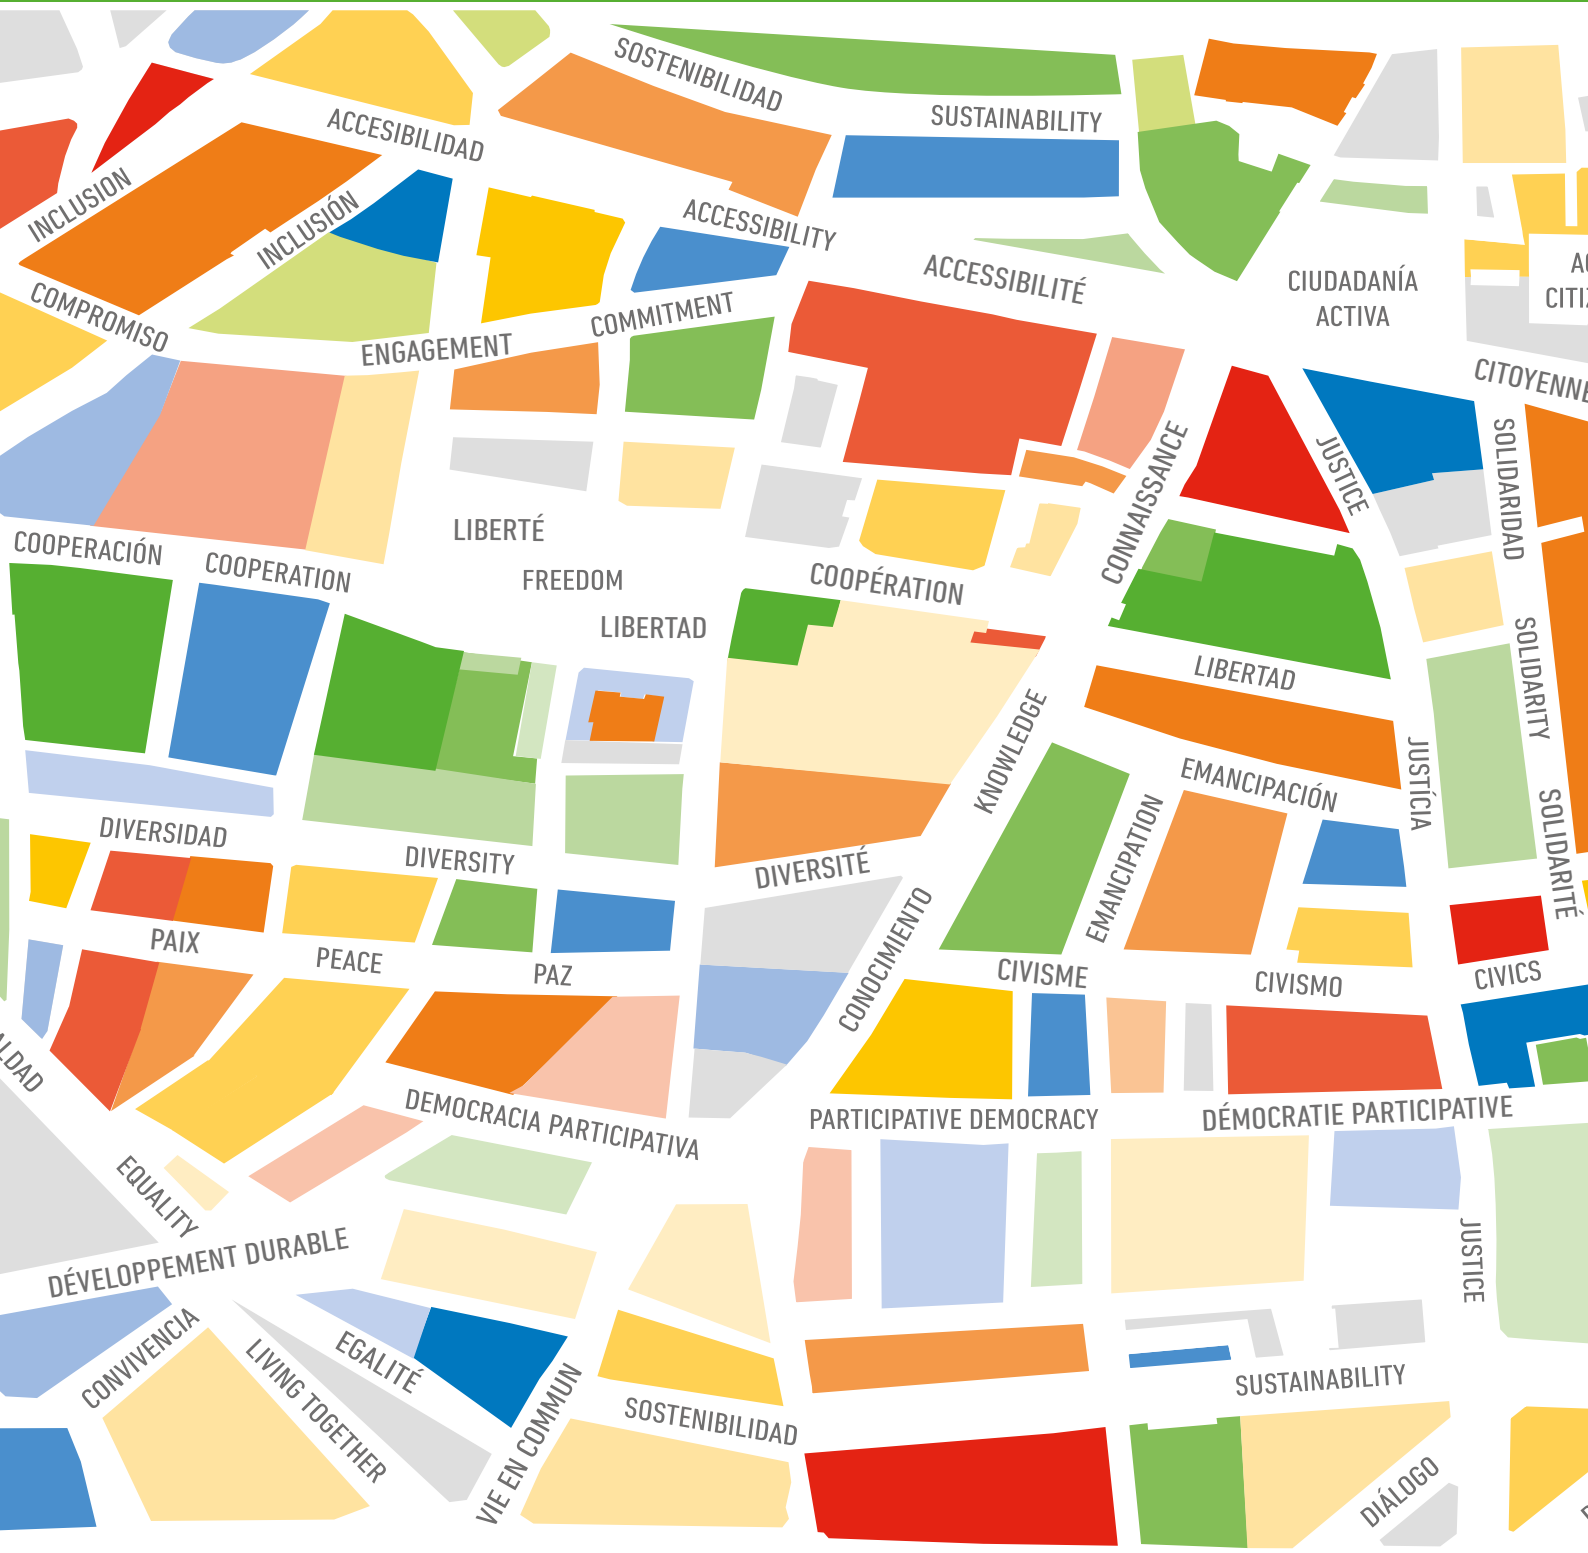 SOSTENIBILIDAD
SUSTAINABILITY
ACCESIBILIDAD
INCLUSION
INCLUSIÓN
ACCESSIBILITY
ACCESSIBILITÉ
CIUDADANÍA
ACTIVA
COMPROMISO
ENGAGEMENT
COMMITMENT
CITOYENNE
CONNAISSANCE
JUSTICE
SOLIDARIDAD
LIBERTÉ
FREEDOM
LIBERTAD
COOPERACIÓN
COOPERATION
COOPÉRATION
LIBERTAD
SOLIDARITY
KNOWLEDGE
EMANCIPACIÓN
EMANCIPATION
JUSTÍCIA
SOLIDARITÉ
DIVERSIDAD
DIVERSITY
DIVERSITÉ
CONOCIMIENTO
PAIX
PEACE
PAZ
CIVISME
CIVISMO
CIVICS
DEMOCRACIA PARTICIPATIVA
PARTICIPATIVE DEMOCRACY
DÉMOCRATIE PARTICIPATIVE
EQUALITY
DÉVELOPPEMENT DURABLE
JUSTICE
CONVIVENCIA
LIVING TOGETHER
EGALITÉ
VIE EN COMMUN
SOSTENIBILIDAD
SUSTAINABILITY
DIÁLOGO